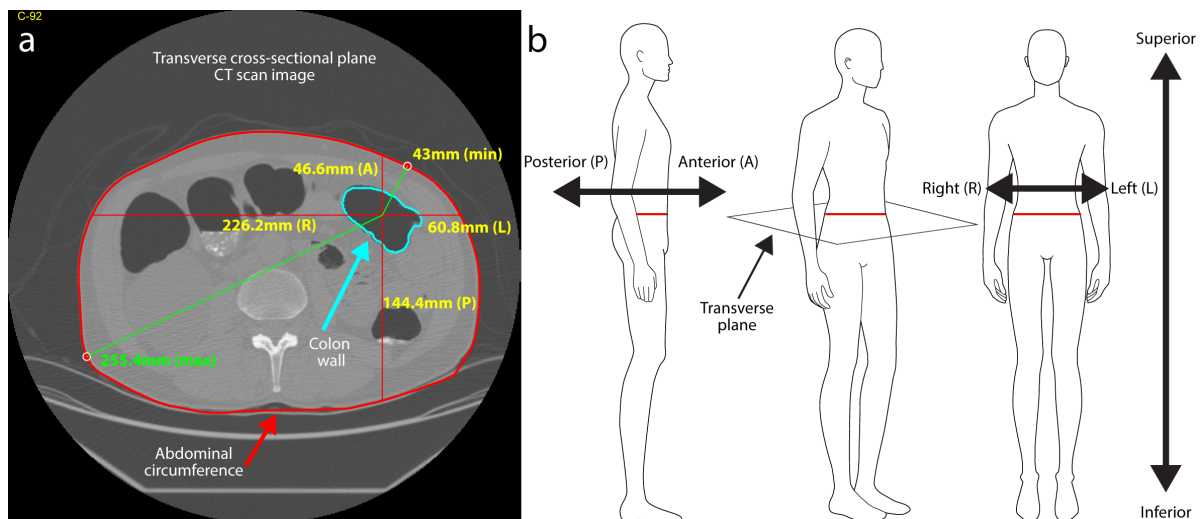 C-92
a
Transverse cross-sectional plane
CT scan image
46.6mm (A)
43mm (min)
226.2mm (R)
60.8mm (L)
144.4mm (P)
Colon
wall
255.4mm (max)
Abdominal
circumference
b
Superior
Posterior (P)
Anterior (A)
Right (R)
Left (L)
Transverse
plane
Inferior